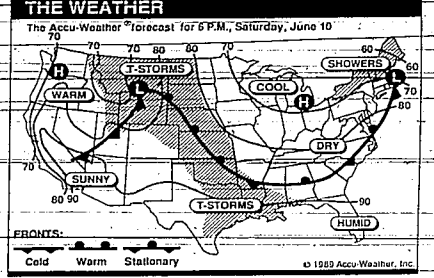 THE WEATHER
The Accu-Weather® forecast for 6 P.M., Saturday, June 10
70
70 70 80 80 70
60
H
T-STORMS
SHOWERS
L
60
WARM
L
COOL
H
70
80
DRY
70
SUNNY
80 90
T-STORMS
90
HUMID
FRONTS:
Cold Warm Stationary
© 1989 Accu-Weather, Inc.